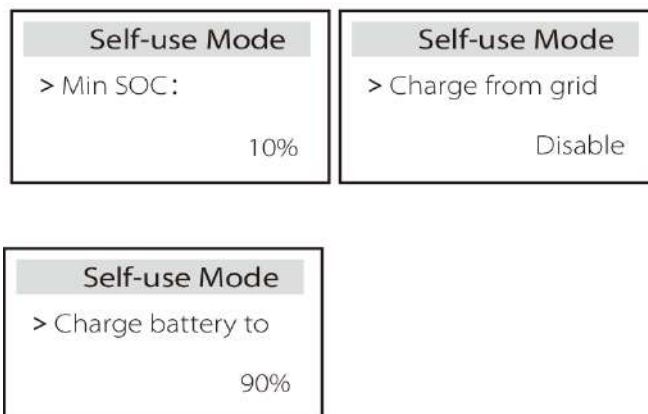 Self-use Mode
> Min SOC:
10%
Self-use Mode
> Charge from grid
Disable
Self-use Mode
> Charge battery to
90%